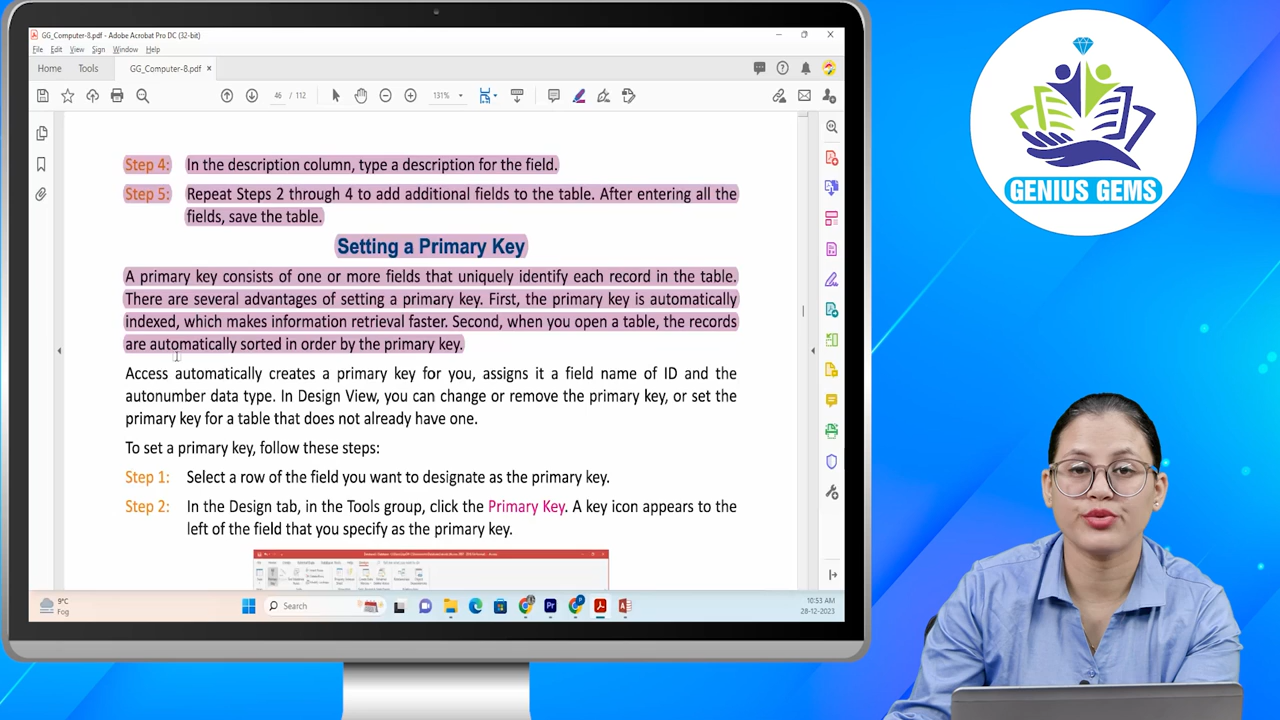 GG_Computer-8.pdf - Adobe Acrobat Pro DC (32-bit)
File Edit View Sign Window Help
Home Tools GG_Computer-8.pdf ×
46 / 112 131%
Step 4: In the description column, type a description for the field.
Step 5: Repeat Steps 2 through 4 to add additional fields to the table. After entering all the
fields, save the table.
Setting a Primary Key
A primary key consists of one or more fields that uniquely identify each record in the table.
There are several advantages of setting a primary key. First, the primary key is automatically
indexed, which makes information retrieval faster. Second, when you open a table, the records
are automatically sorted in order by the primary key.
Access automatically creates a primary key for you, assigns it a field name of ID and the
autonumber data type. In Design View, you can change or remove the primary key, or set the
primary key for a table that does not already have one.
To set a primary key, follow these steps:
Step 1: Select a row of the field you want to designate as the primary key.
Step 2: In the Design tab, in the Tools group, click the Primary Key. A key icon appears to the
left of the field that you specify as the primary key.
9°C
Fog
Search
10:53 AM
28-12-2023
GENIUS GEMS